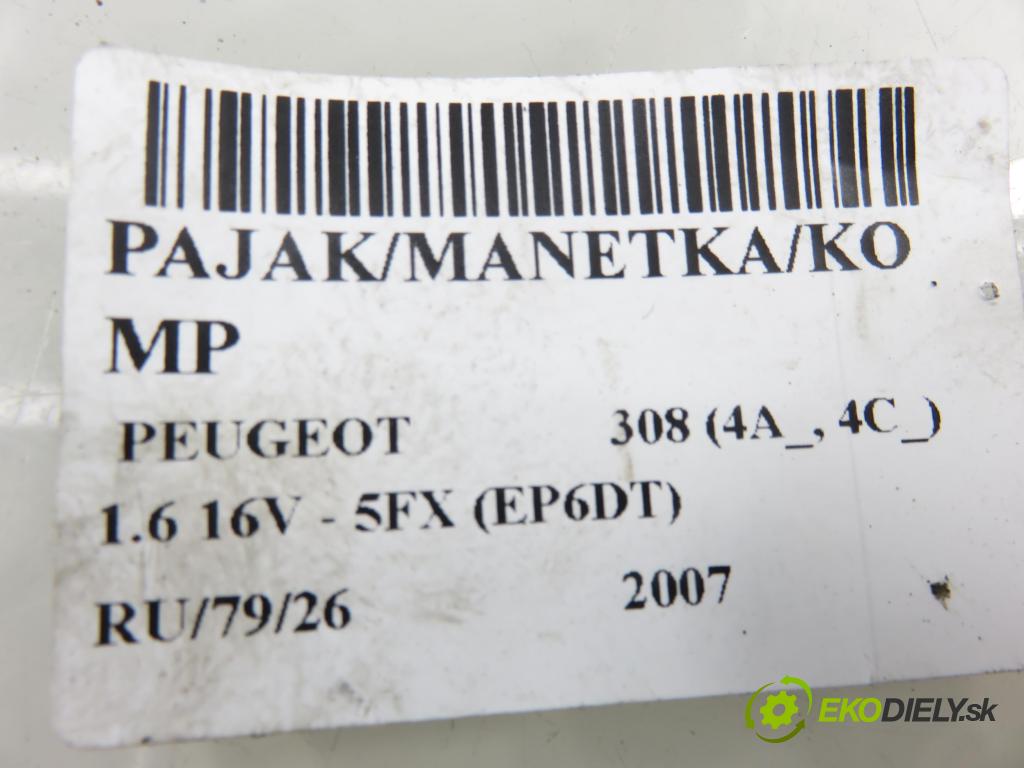 PAJAK/MANETKA/KO
MP
PEUGEOT 308 (4A_, 4C_)
1.6 16V - 5FX (EP6DT)
RU/79/26 2007
EKODIELY.sk